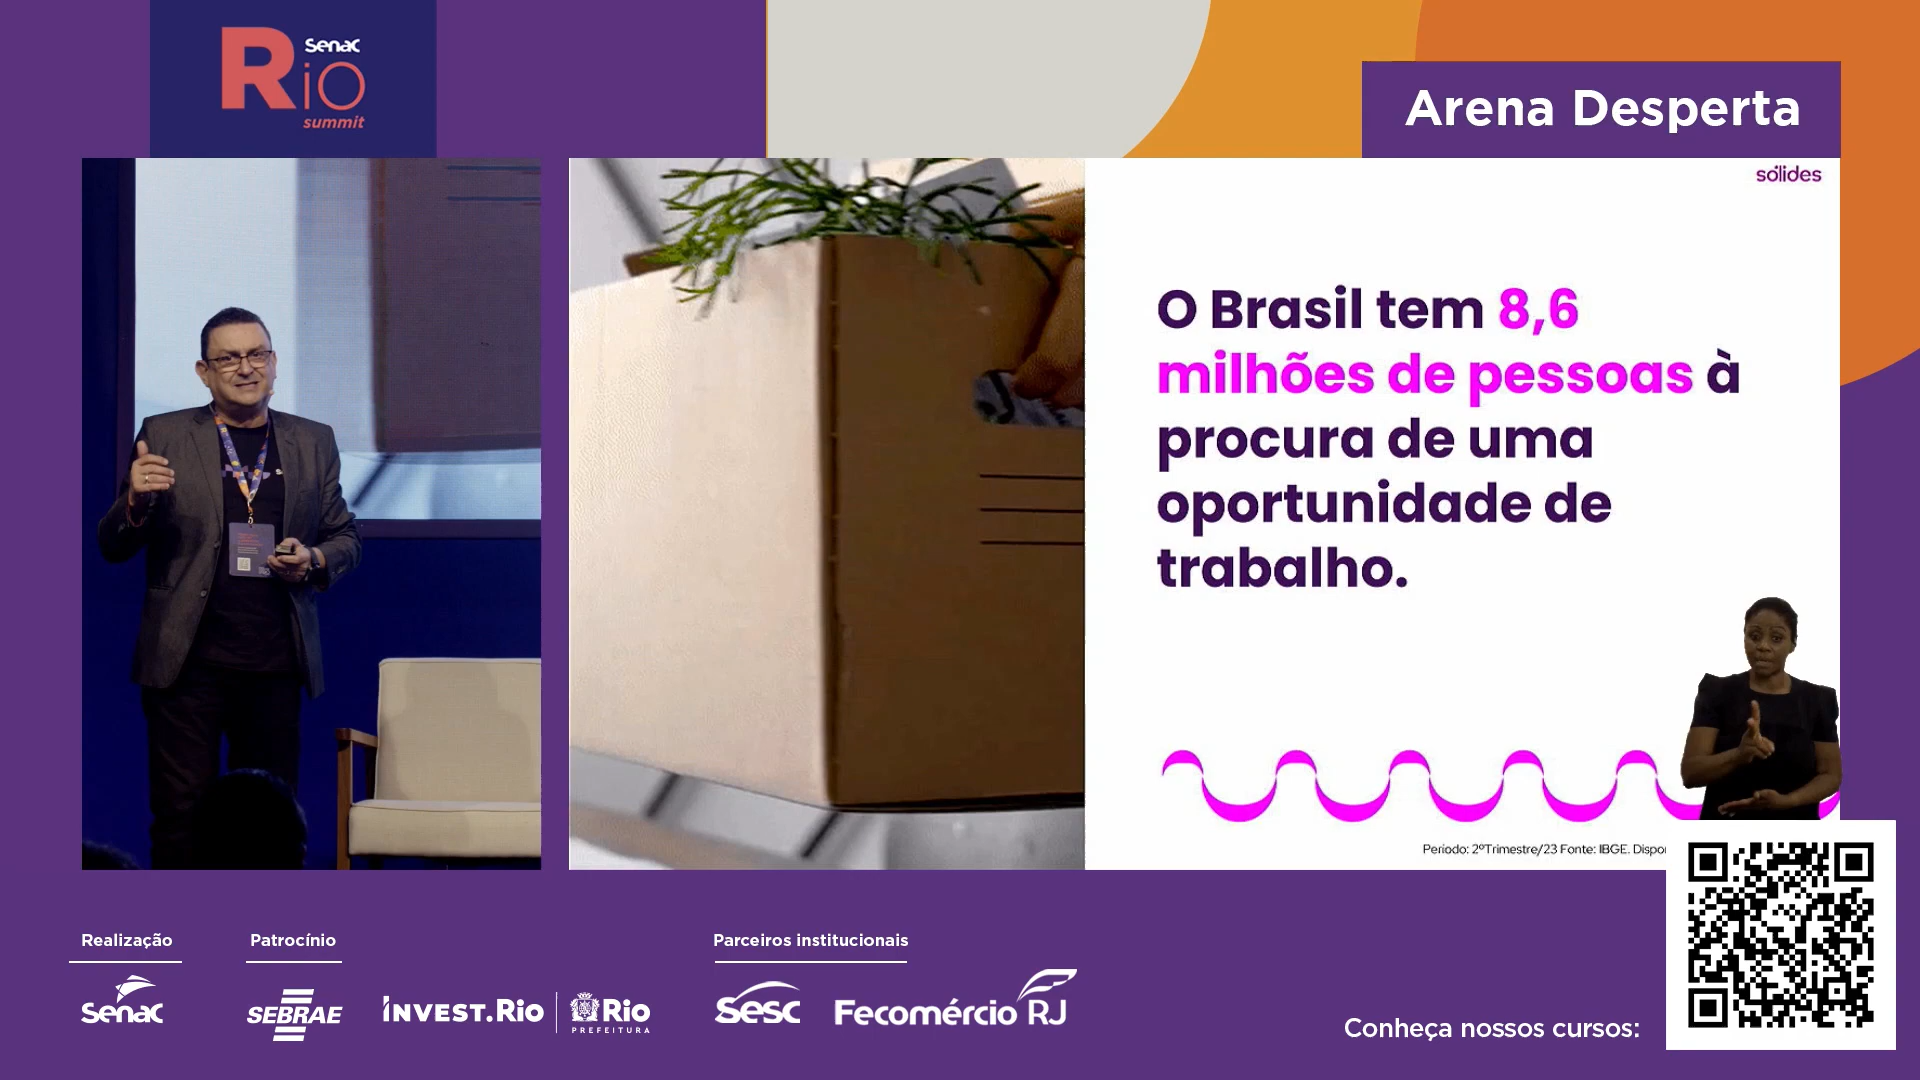 Senac
Rio
summit
Arena Desperta
sólides
O Brasil tem 8,6
milhões de pessoas à
procura de uma
oportunidade de
trabalho.
Período: 2ºTrimestre/23 Fonte: IBGE.
Realização
Patrocínio
Parceiros institucionais
Senac
SEBRAE
INVEST.Rio
Rio
PREFEITURA
Sesc
Fecomércio RJ
Conheça nossos cursos: